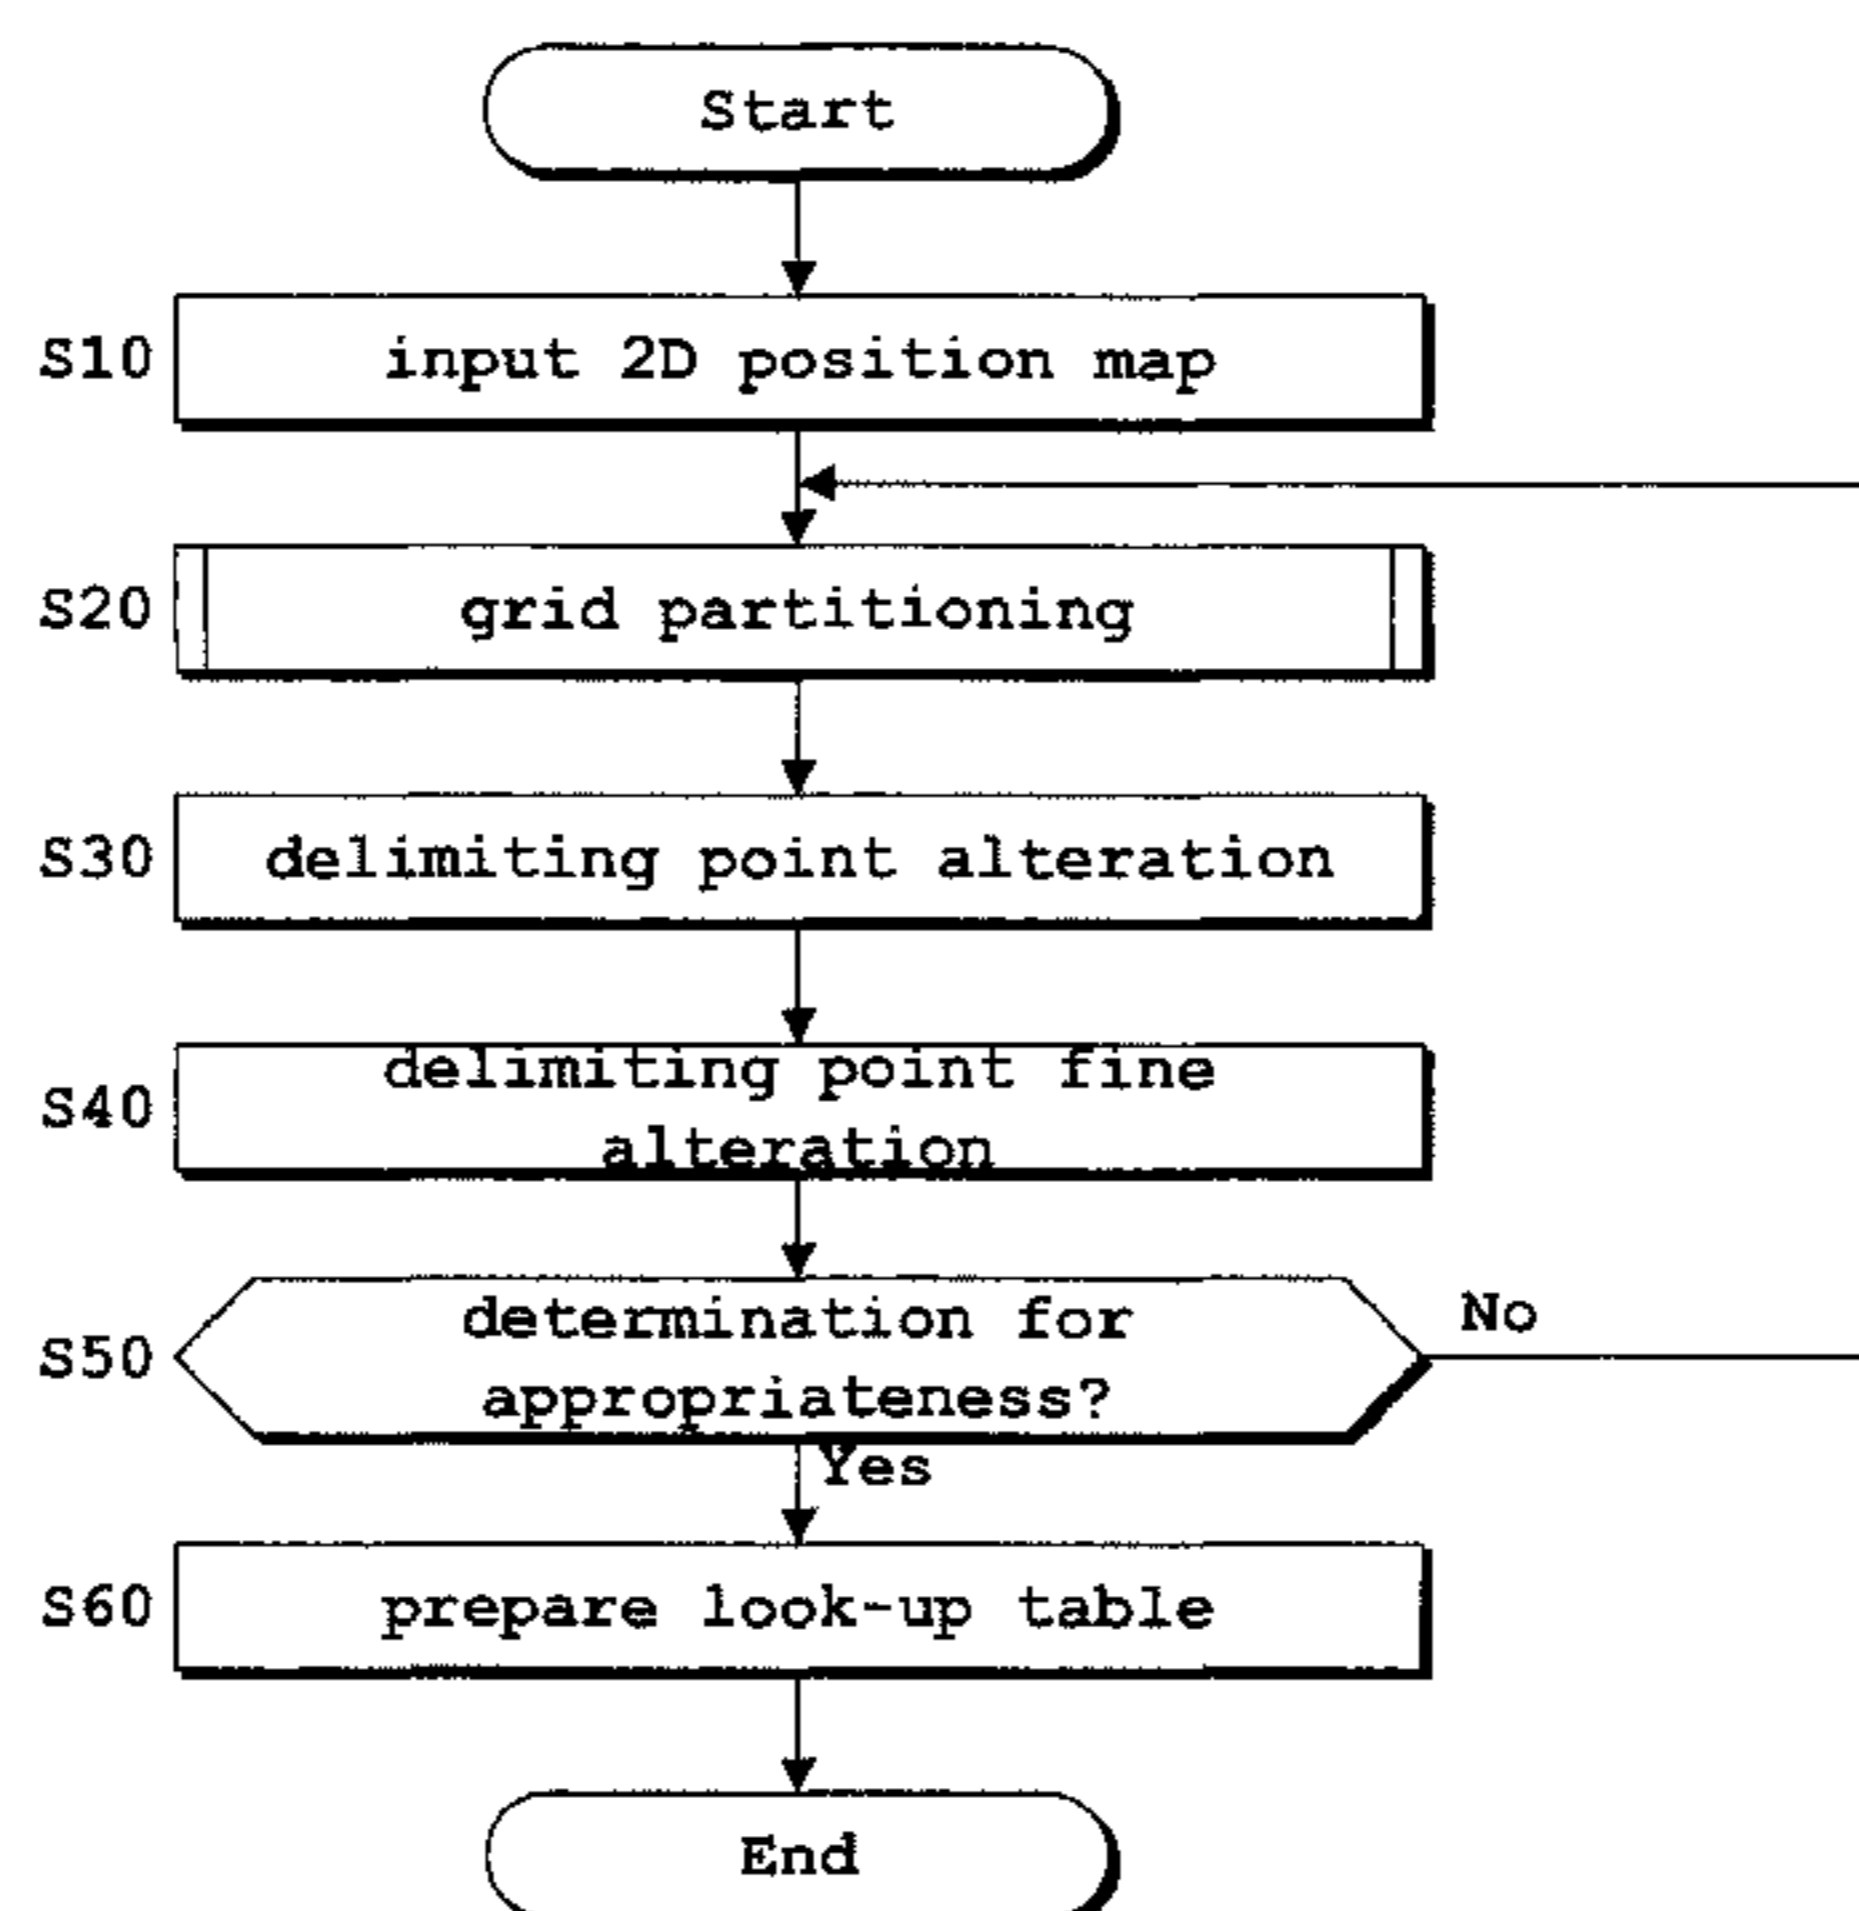 Start
S10 input 2D position map
S20 grid partitioning
S30 delimiting point alteration
S40 delimiting point fine
alteration
S50 determination for
appropriateness?
No
Yes
S60 prepare look-up table
End